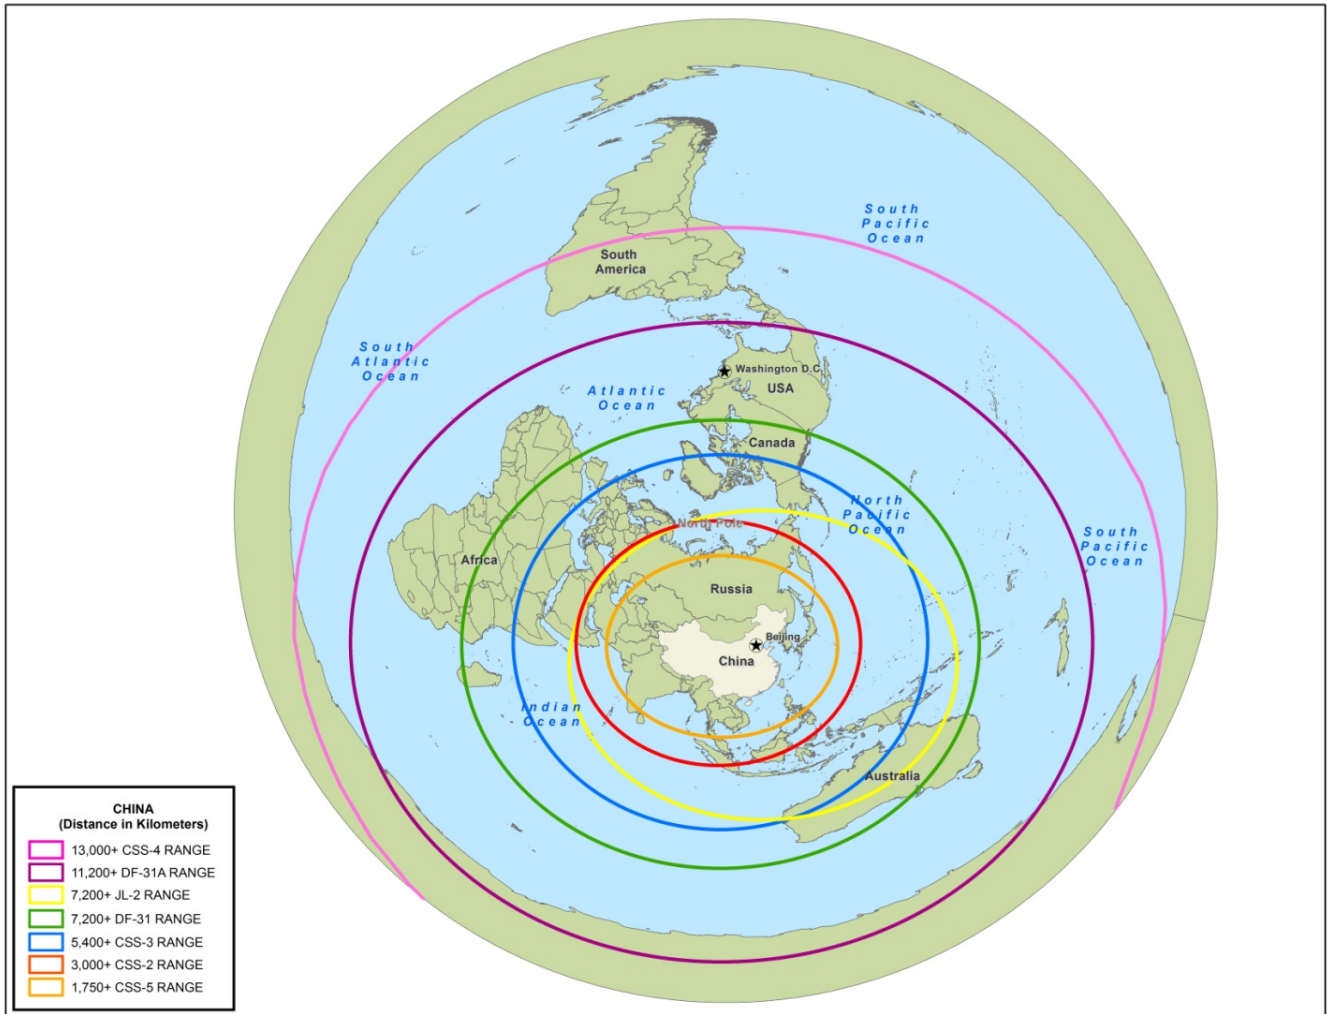 South
Pacific
Ocean
South
America
South
Atlantic
Ocean
Washington D.C.
USA
Atlantic
Ocean
Canada
North
Pacific
Ocean
North Pole
South
Pacific
Ocean
Africa
Russia
Beijing
China
Indian
Ocean
Australia
CHINA
(Distance in Kilometers)
13,000+ CSS-4 RANGE
11,200+ DF-31A RANGE
7,200+ JL-2 RANGE
7,200+ DF-31 RANGE
5,400+ CSS-3 RANGE
3,000+ CSS-2 RANGE
1,750+ CSS-5 RANGE